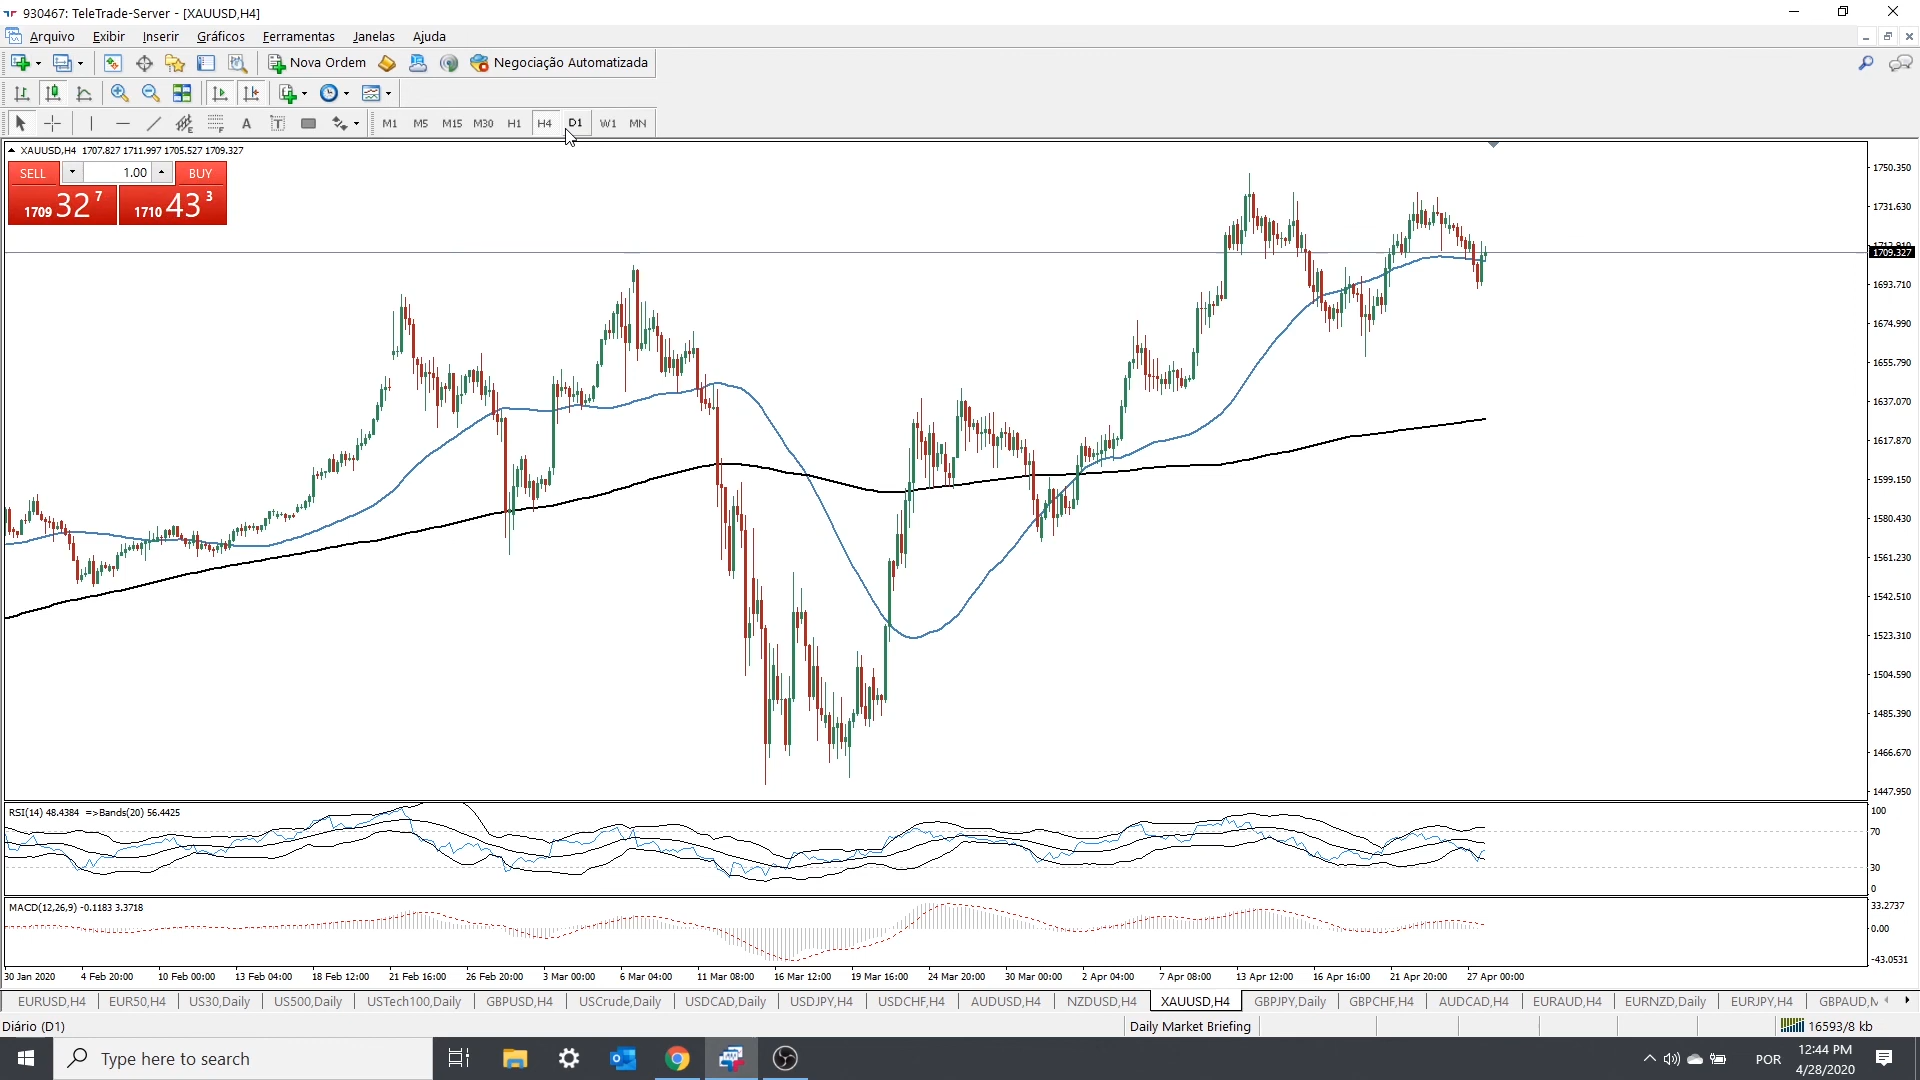 930467: TeleTrade-Server - [XAUUSD,H4]
Arquivo Exibir Inserir Gráficos Ferramentas Janelas Ajuda
Nova Ordem Negociação Automatizada
A T M1 M5 M15 M30 H1 H4 D1 W1 MN
XAUUSD,H4 1707.827 1711.997 1705.527 1709.327
SELL 1.00 BUY
1709 32 7 1710 43 3
1750.350
1731.630
1709.327
1693.710
1674.990
1655.790
1637.070
1617.870
1599.150
1580.430
1561.230
1542.510
1523.310
1504.590
1485.390
1466.670
1447.950
RSI(14) 48.4384 =>Bands(20) 56.4425
100
70
30
0
MACD(12,26,9) -0.1183 3.3718
33.2737
0.00
-43.0531
30 Jan 2020 4 Feb 20:00 10 Feb 00:00 13 Feb 04:00 18 Feb 12:00 21 Feb 16:00 26 Feb 20:00 3 Mar 00:00 6 Mar 04:00 11 Mar 08:00 16 Mar 12:00 19 Mar 16:00 24 Mar 20:00 30 Mar 00:00 2 Apr 04:00 7 Apr 08:00 13 Apr 12:00 16 Apr 16:00 21 Apr 20:00 27 Apr 00:00
EURUSD,H4 EUR50,H4 US30,Daily US500,Daily USTech100,Daily GBPUSD,H4 USCrude,Daily USDCAD,Daily USDJPY,H4 USDCHF,H4 AUDUSD,H4 NZDUSD,H4 XAUUSD,H4 GBPJPY,Daily GBPCHF,H4 AUDCAD,H4 EURAUD,H4 EURNZD,Daily EURJPY,H4 GBPAUD,
Diário (D1) Daily Market Briefing 16593/8 kb
Type here to search POR 12:44 PM
4/28/2020